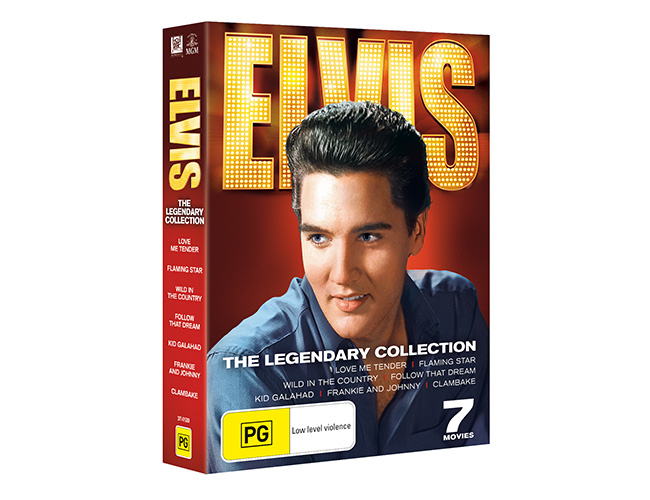 MGM
ELVIS
THE
LEGENDARY
COLLECTION
LOVE
ME TENDER
FLAMING STAR
WILD IN
THE COUNTRY
FOLLOW
THAT DREAM
KID GALAHAD
FRANKIE
AND JOHNNY
CLAMBAKE
PG
ELVIS
THE LEGENDARY COLLECTION
LOVE ME TENDER | FLAMING STAR
WILD IN THE COUNTRY | FOLLOW THAT DREAM
KID GALAHAD | FRANKIE AND JOHNNY | CLAMBAKE
PG
Low level violence
7
MOVIES